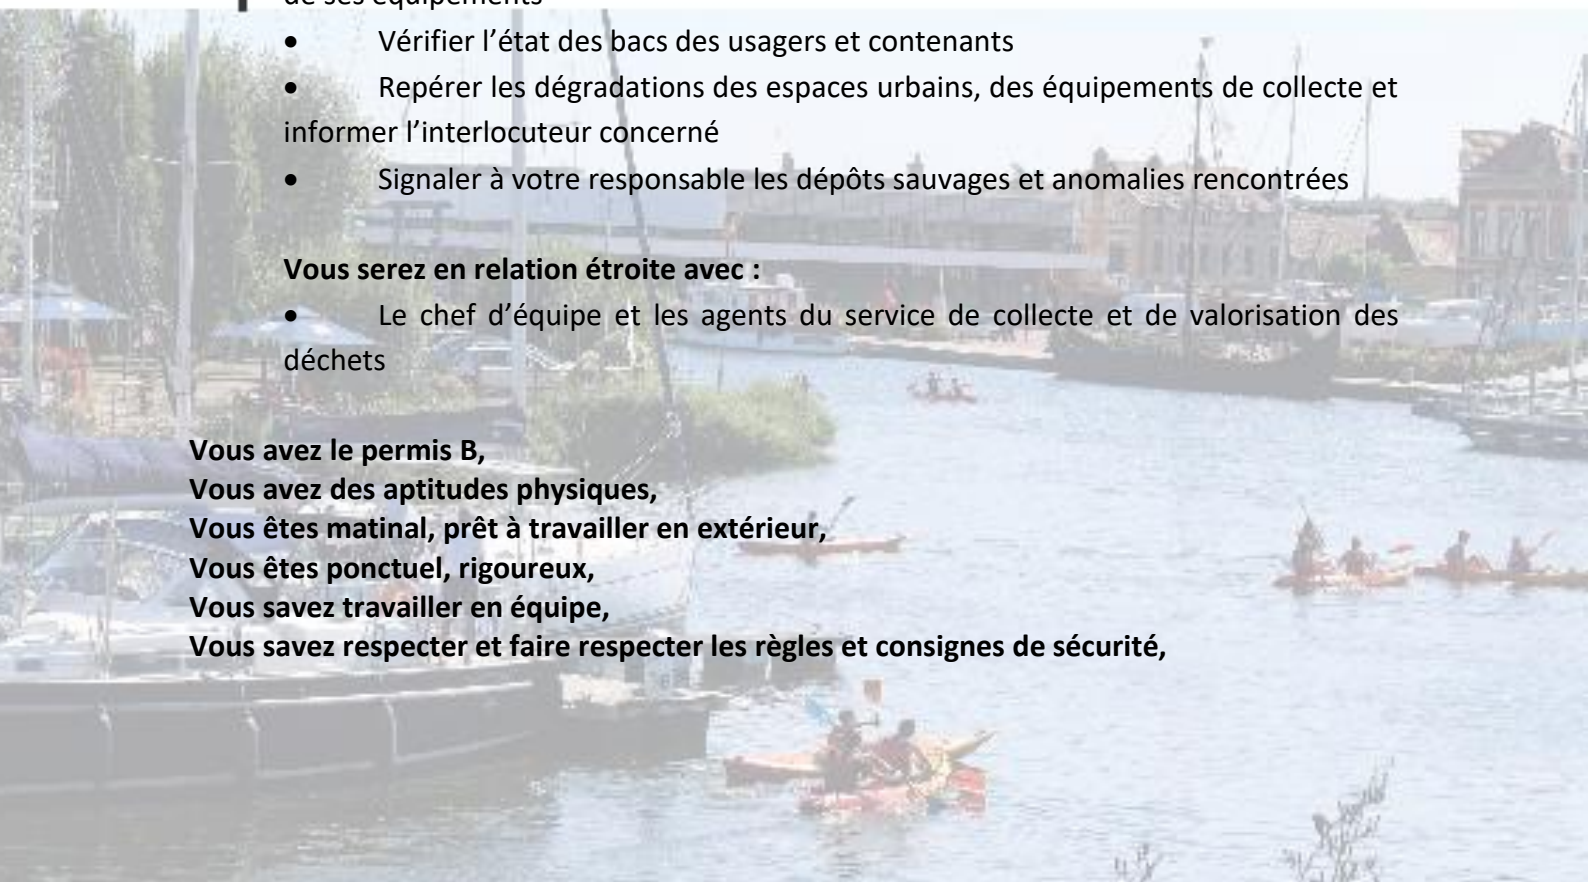 de ses équipements
• Vérifier l’état des bacs des usagers et contenants
• Repérer les dégradations des espaces urbains, des équipements de collecte et
informer l’interlocuteur concerné
• Signaler à votre responsable les dépôts sauvages et anomalies rencontrées
Vous serez en relation étroite avec :
• Le chef d’équipe et les agents du service de collecte et de valorisation des
déchets
Vous avez le permis B,
Vous avez des aptitudes physiques,
Vous êtes matinal, prêt à travailler en extérieur,
Vous êtes ponctuel, rigoureux,
Vous savez travailler en équipe,
Vous savez respecter et faire respecter les règles et consignes de sécurité,